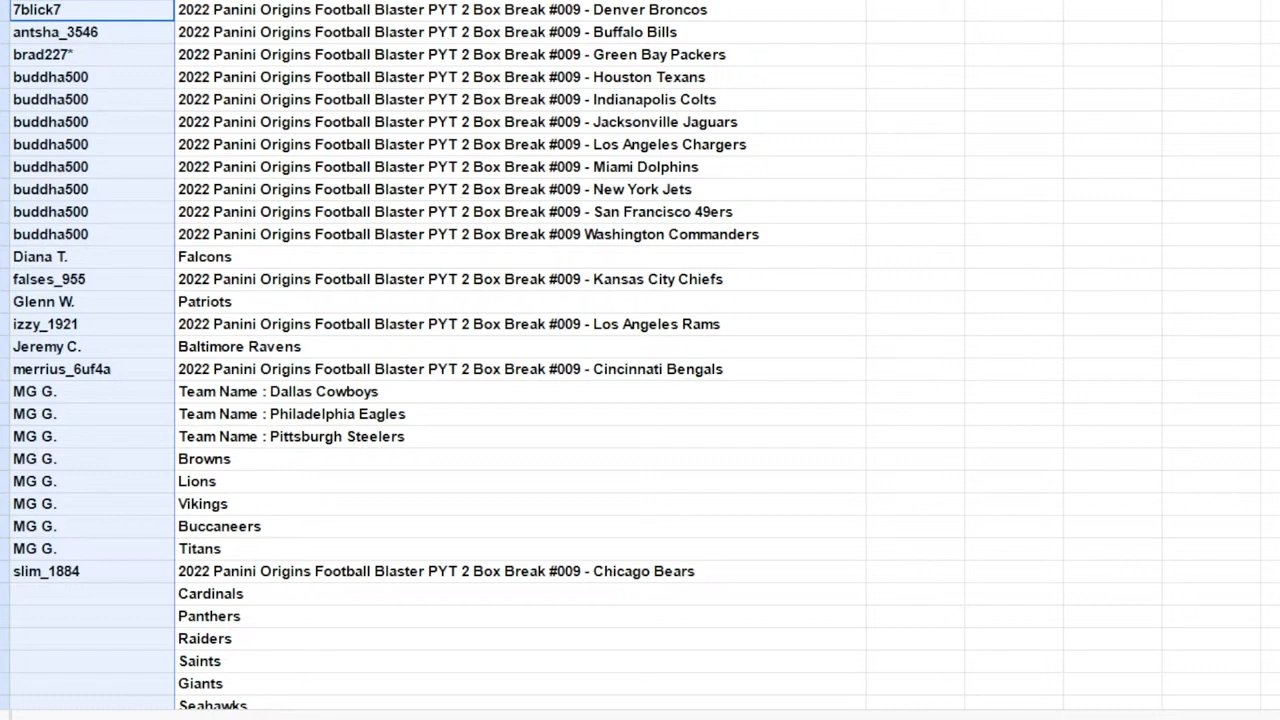 7blick7 2022 Panini Origins Football Blaster PYT 2 Box Break #009 - Denver Broncos
antsha_3546 2022 Panini Origins Football Blaster PYT 2 Box Break #009 - Buffalo Bills
brad227* 2022 Panini Origins Football Blaster PYT 2 Box Break #009 - Green Bay Packers
buddha500 2022 Panini Origins Football Blaster PYT 2 Box Break #009 - Houston Texans
buddha500 2022 Panini Origins Football Blaster PYT 2 Box Break #009 - Indianapolis Colts
buddha500 2022 Panini Origins Football Blaster PYT 2 Box Break #009 - Jacksonville Jaguars
buddha500 2022 Panini Origins Football Blaster PYT 2 Box Break #009 - Los Angeles Chargers
buddha500 2022 Panini Origins Football Blaster PYT 2 Box Break #009 - Miami Dolphins
buddha500 2022 Panini Origins Football Blaster PYT 2 Box Break #009 - New York Jets
buddha500 2022 Panini Origins Football Blaster PYT 2 Box Break #009 - San Francisco 49ers
buddha500 2022 Panini Origins Football Blaster PYT 2 Box Break #009 Washington Commanders
Diana T. Falcons
falses_955 2022 Panini Origins Football Blaster PYT 2 Box Break #009 - Kansas City Chiefs
Glenn W. Patriots
izzy_1921 2022 Panini Origins Football Blaster PYT 2 Box Break #009 - Los Angeles Rams
Jeremy C. Baltimore Ravens
merrius_6uf4a 2022 Panini Origins Football Blaster PYT 2 Box Break #009 - Cincinnati Bengals
MG G. Team Name : Dallas Cowboys
MG G. Team Name : Philadelphia Eagles
MG G. Team Name : Pittsburgh Steelers
MG G. Browns
MG G. Lions
MG G. Vikings
MG G. Buccaneers
MG G. Titans
slim_1884 2022 Panini Origins Football Blaster PYT 2 Box Break #009 - Chicago Bears
Cardinals
Panthers
Raiders
Saints
Giants
Seahawks